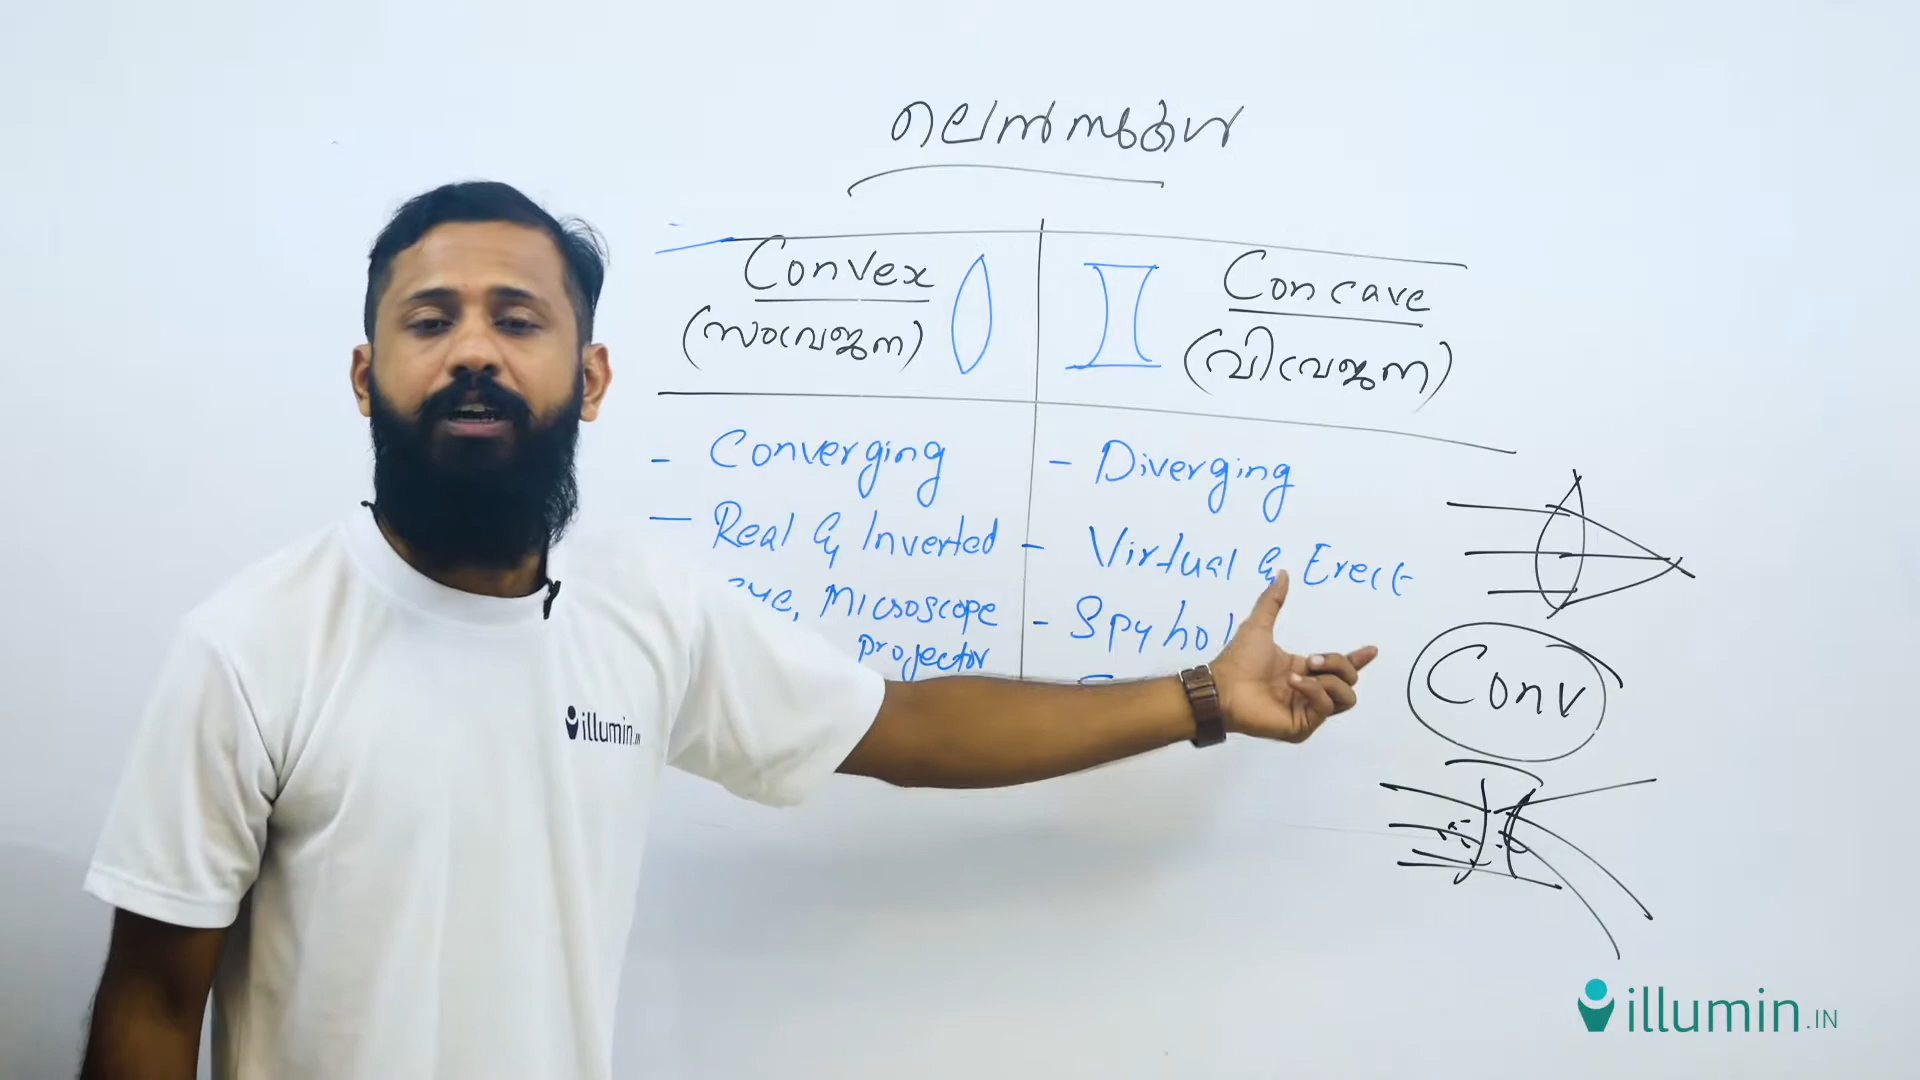 ലെൻസുകൾ
Convex
(സംവ്രജന)
Concave
(വിവ്രജന)
- Converging
- Real & Inverted
Microscope
projector
- Diverging
- Virtual & Erect
- Spyhol
Conv
illumin.IN
illumin.IN